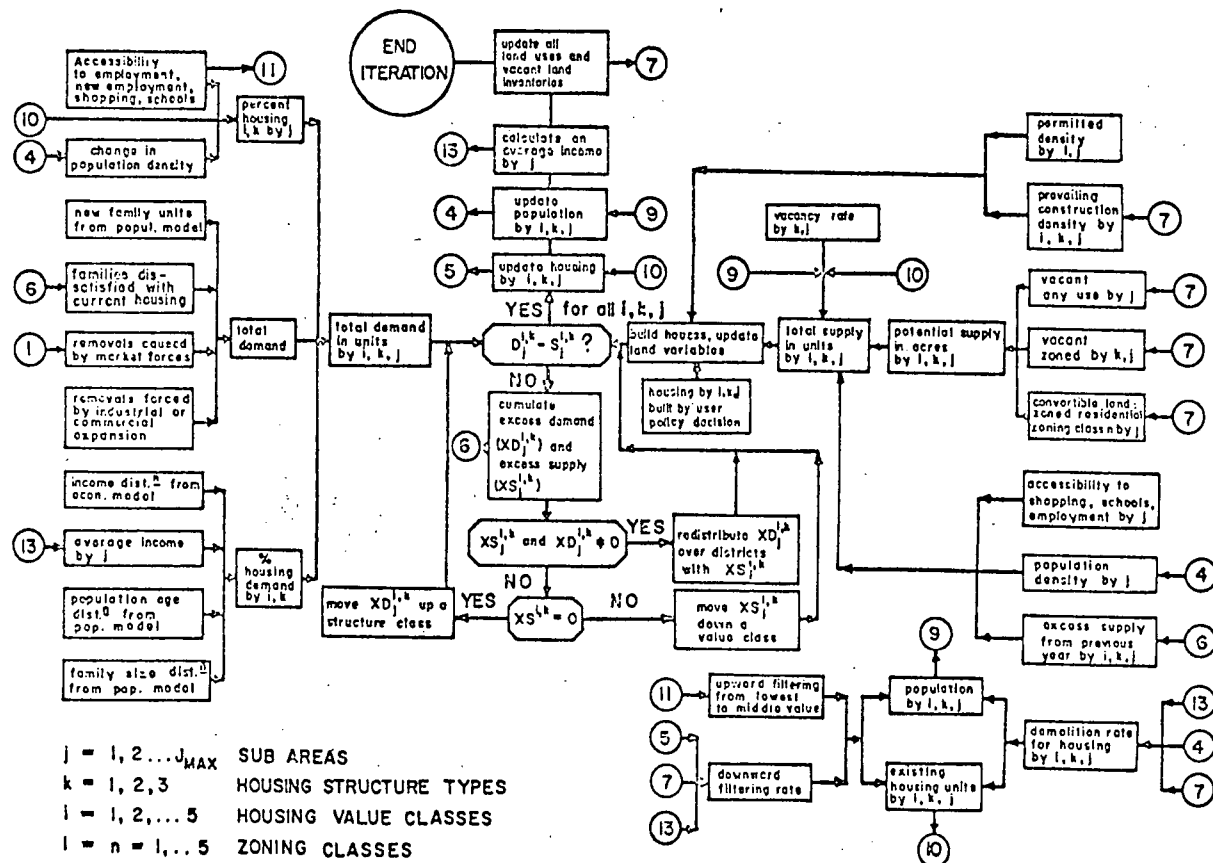 Accessibility
to employment,
new employment,
shopping, schools
11
10
percent
housing
i,k by j
4
change in
population density
new family units
from popul. model
6
families dis-
satisfied with
current housing
1
removals caused
by market forces
removals forced
by industrial or
commercial
expansion
total
demand
total demand
in units
by i, k, j
income dist.n from
econ. model
13
average income
by j
population age
dist.n from
pop. model
family size dist.n
from pop. model
%
housing
demand
by i,k
END
ITERATION
update all
land uses and
vacant land
inventories
7
13
calculate an
average income
by j
4
update
population
by i,k,j
9
5
update housing
by i,k,j
10
YES
for all i,k,j
D_j^{i,k} - S_j^{i,k} ?
NO
6
cumulate
excess demand
(XD_j^{i,k}) and
excess supply
(XS_j^{i,k})
XS_j^{i,k} and XD_j^{i,k} ≠ 0
YES
redistribute XD_j^{i,k}
over districts
with XS_j^{i,k}
NO
move XD_j^{i,k} up a
structure class
YES
XS^{i,k} = 0
NO
move XS_j^{i,k}
down a
value class
vacancy rate
by k,j
9
10
build houses, update
land variables
housing by i,k,j
built by user
policy decision
total supply
in units
by i, k, j
potential supply
in acres
by i, k, j
permitted
density
by i, j
prevailing
construction
density by
i, k, j
7
vacant
any use by j
7
vacant
zoned by k,j
7
convertible land:
zoned residential
zoning class n by j
7
accessibility to
shopping, schools,
employment by j
population
density by j
4
excess supply
from previous
year by i,k,j
6
11
upward filtering
from lowest
to middle value
5
7
13
downward
filtering rate
9
population
by i,k,j
existing
housing units
by i, k, j
10
demolition rate
for housing
by i,k,j
13
4
7
j = 1, 2 ... J_MAX SUB AREAS
k = 1, 2, 3 HOUSING STRUCTURE TYPES
i = 1, 2, ... 5 HOUSING VALUE CLASSES
l = n = 1, .. 5 ZONING CLASSES